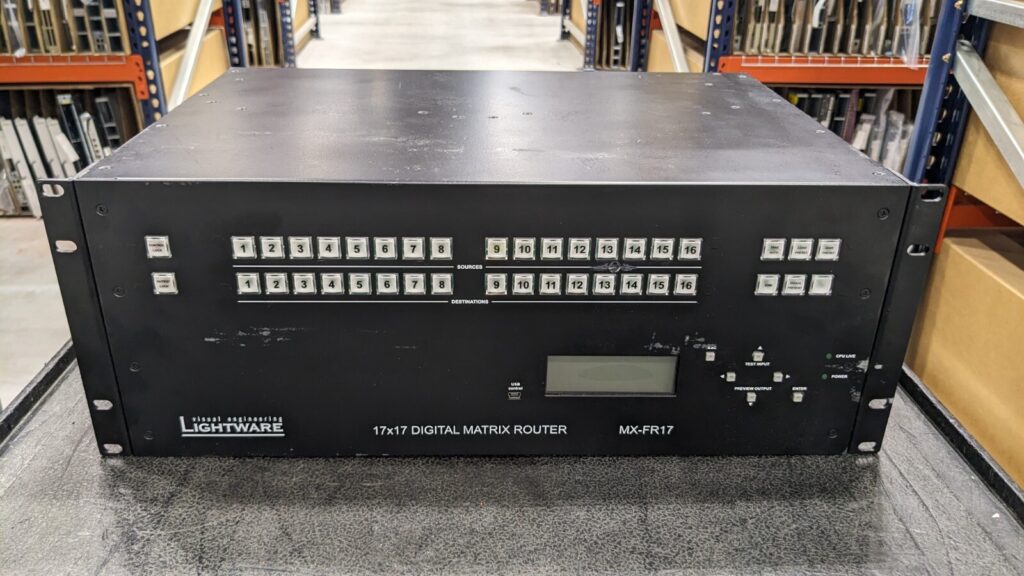 1 2 3 4 5 6 7 8 9 10 11 12 13 14 15 16
SOURCES
1 2 3 4 5 6 7 8 9 10 11 12 13 14 15 16
DESTINATIONS
TEST INPUT
PREVIEW OUTPUT
ENTER
CPU LIVE
POWER
USB
control
visual engineering
LIGHTWARE
17x17 DIGITAL MATRIX ROUTER
MX-FR17